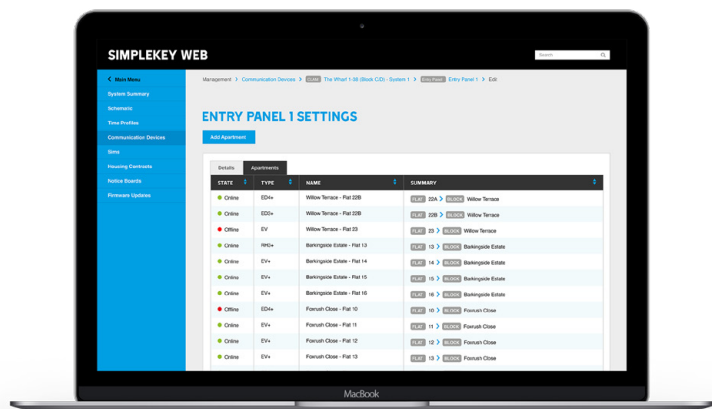 SIMPLEKEY WEB
Search
Main Menu
System Summary
Schematic
Time Profiles
Communication Devices
Sims
Housing Contracts
Notice Boards
Firmware Updates
Management > Communication Devices > The Wharf 1-38 (Block C/D) - System 1 > Entry Panel Entry Panel 1 > Edit
ENTRY PANEL 1 SETTINGS
Add Apartment
Details Apartments
STATE TYPE NAME SUMMARY
Online ED4+ Willow Terrace - Flat 22B FLAT 22A > BLOCK Willow Terrace
Online Willow Terrace - Flat 22B FLAT 22B > BLOCK Willow Terrace
Offline EV Willow Terrace - Flat 23 FLAT 23 > BLOCK Willow Terrace
Online Barkingside Estate - Flat 13 FLAT 13 > BLOCK Barkingside Estate
Online EV+ Barkingside Estate - Flat 14 FLAT 14 > BLOCK Barkingside Estate
Online EV+ Barkingside Estate - Flat 15 FLAT 15 > BLOCK Barkingside Estate
Online EV+ Barkingside Estate - Flat 16 FLAT 16 > BLOCK Barkingside Estate
Offline ED4+ Foxrush Close - Flat 10 FLAT 10 > BLOCK Foxrush Close
Online EV+ Foxrush Close - Flat 11 FLAT 11 > BLOCK Foxrush Close
Online EV+ Foxrush Close - Flat 12 FLAT 12 > BLOCK Foxrush Close
Online EV+ Foxrush Close - Flat 13 FLAT 13 > BLOCK Foxrush Close
MacBook